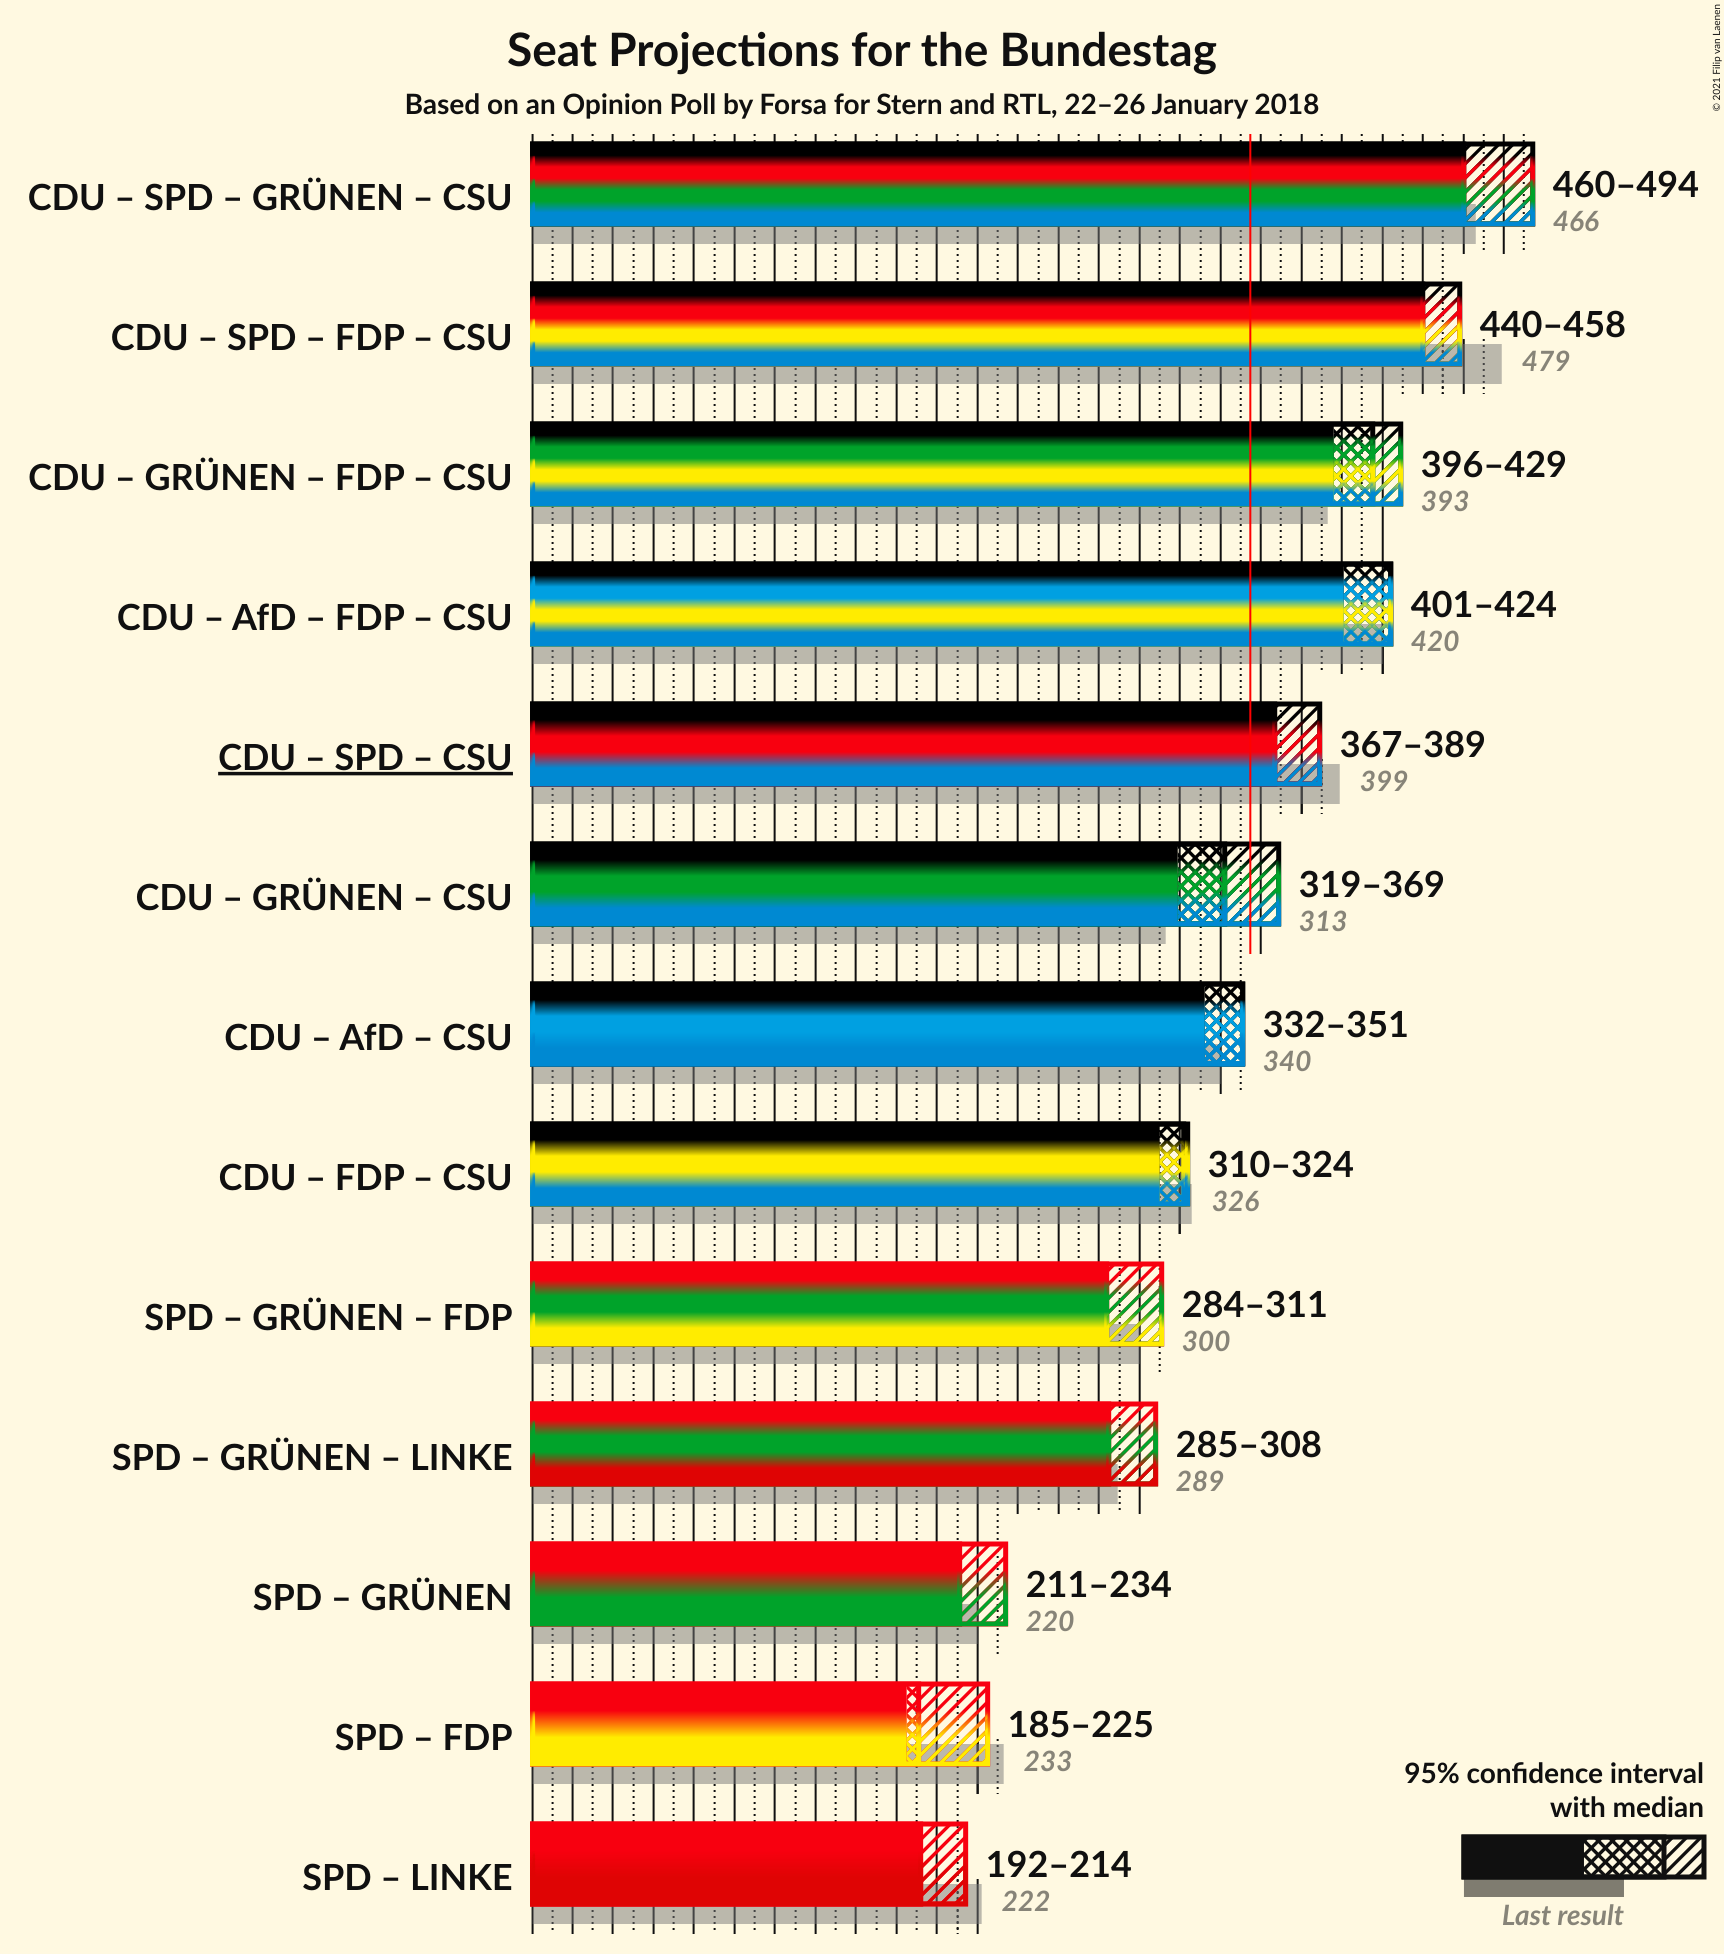 Seat Projections for the Bundestag
Based on an Opinion Poll by Forsa for Stern and RTL, 22–26 January 2018
© 2021 Filip van Laenen
CDU – SPD – GRÜNEN – CSU
460–494
466
CDU – SPD – FDP – CSU
440–458
479
CDU – GRÜNEN – FDP – CSU
396–429
393
CDU – AfD – FDP – CSU
401–424
420
CDU – SPD – CSU
367–389
399
CDU – GRÜNEN – CSU
319–369
313
CDU – AfD – CSU
332–351
340
CDU – FDP – CSU
310–324
326
SPD – GRÜNEN – FDP
284–311
300
SPD – GRÜNEN – LINKE
285–308
289
SPD – GRÜNEN
211–234
220
SPD – FDP
185–225
233
SPD – LINKE
192–214
222
95% confidence interval
with median
Last result